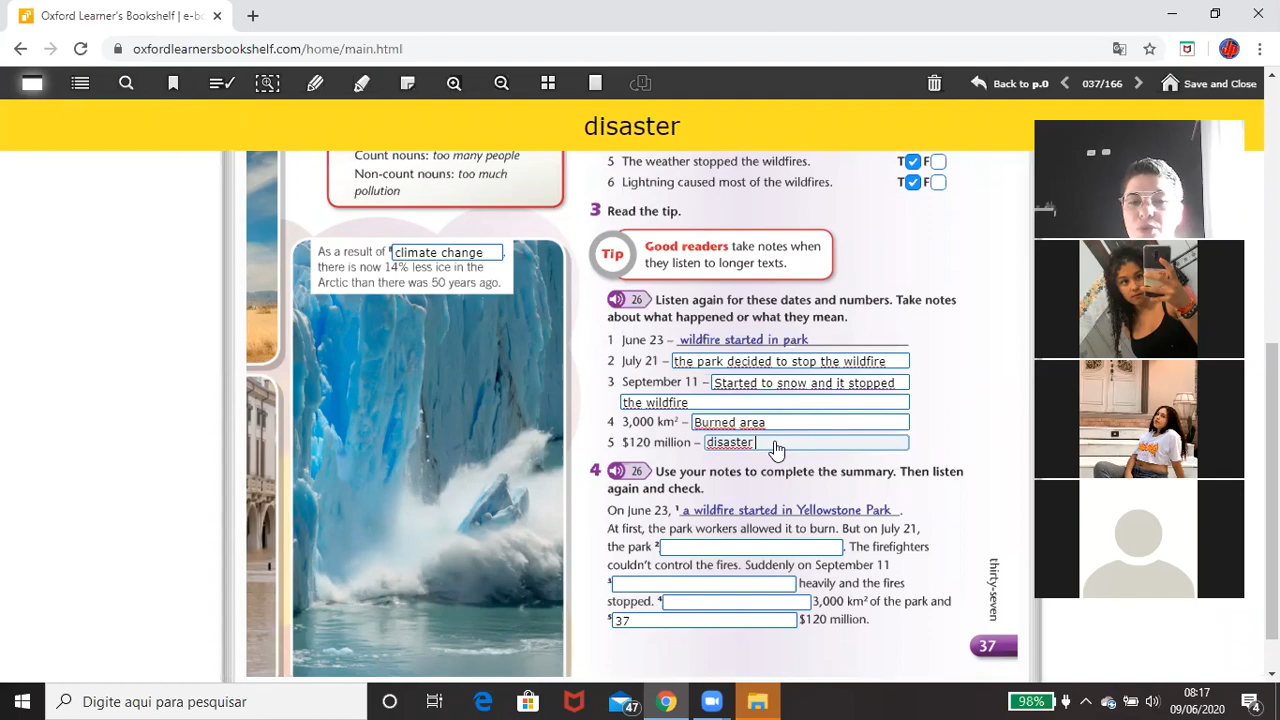 Oxford Learner's Bookshelf | e-bo
oxfordlearnersbookshelf.com/home/main.html
Back to p.0
037/166
Save and Close
disaster
Count nouns: too many people
Non-count nouns: too much
pollution
As a result of 8 climate change,
there is now 14% less ice in the
Arctic than there was 50 years ago.
5 The weather stopped the wildfires. T F
6 Lightning caused most of the wildfires. T F
3 Read the tip.
Tip
Good readers take notes when
they listen to longer texts.
26 Listen again for these dates and numbers. Take notes
about what happened or what they mean.
1 June 23 – wildfire started in park
2 July 21 – the park decided to stop the wildfire
3 September 11 – Started to snow and it stopped
the wildfire
4 3,000 km² – Burned area
5 $120 million – disaster
4 26 Use your notes to complete the summary. Then listen
again and check.
On June 23, 1 a wildfire started in Yellowstone Park.
At first, the park workers allowed it to burn. But on July 21,
the park 2 . The firefighters
couldn't control the fires. Suddenly on September 11
3 heavily and the fires
stopped. 4 3,000 km² of the park and
5 37 $120 million.
thirty-seven
37
Digite aqui para pesquisar
47
98%
08:17
09/06/2020
4